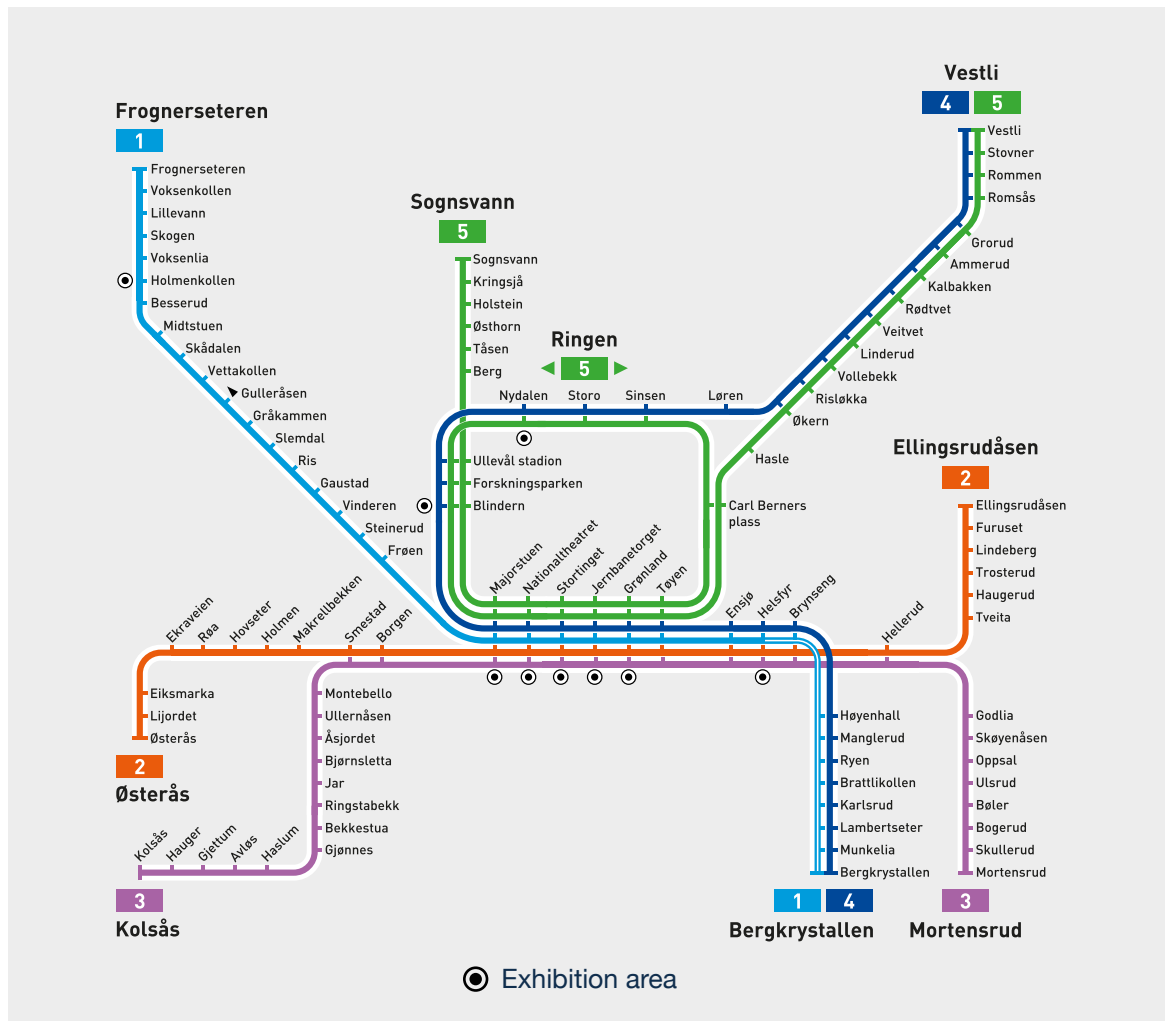 Vestli
4 5
Vestli
Stovner
Rommen
Romsås
Grorud
Ammerud
Kalbakken
Rødtvet
Veitvet
Linderud
Vollebekk
Risløkka
Økern
Hasle
Carl Berners
plass
Frognerseteren
1
Frognerseteren
Voksenkollen
Lillevann
Skogen
Voksenlia
Holmenkollen
Besserud
Midtstuen
Skådalen
Vettakollen
Gulleråsen
Gråkammen
Slemdal
Ris
Gaustad
Vinderen
Steinerud
Frøen
Sognsvann
5
Sognsvann
Kringsjå
Holstein
Østhorn
Tåsen
Berg
Ringen
5
Nydalen
Storo
Sinsen
Løren
Ullevål stadion
Forskningsparken
Blindern
Majorstuen
Nationaltheatret
Stortinget
Jernbanetorget
Grønland
Tøyen
Ensjø
Helsfyr
Brynseng
Hellerud
Ellingsrudåsen
2
Ellingsrudåsen
Furuset
Lindeberg
Trosterud
Haugerud
Tveita
Ekraveien
Røa
Hovseter
Holmen
Makrellbekken
Smestad
Borgen
Eiksmarka
Lijordet
Østerås
2
Østerås
Montebello
Ullernåsen
Åsjordet
Bjørnsletta
Jar
Ringstabekk
Bekkestua
Gjønnes
Kolsås
Hauger
Gjettum
Avløs
Haslum
3
Kolsås
Høyenhall
Manglerud
Ryen
Brattlikollen
Karlsrud
Lambertseter
Munkelia
Bergkrystallen
1 4
Bergkrystallen
Godlia
Skøyenåsen
Oppsal
Ulsrud
Bøler
Bogerud
Skullerud
Mortensrud
3
Mortensrud
Exhibition area